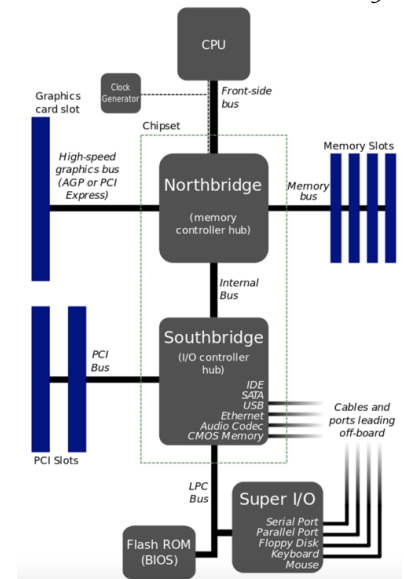 CPU
Clock
Generator
Front-side
bus
Graphics
card slot
Chipset
High-speed
graphics bus
(AGP or PCI
Express)
Northbridge
(memory
controller hub)
Memory
bus
Memory Slots
Internal
Bus
PCI
Bus
Southbridge
(I/O controller
hub)
IDE
SATA
USB
Ethernet
Audio Codec
CMOS Memory
Cables and
ports leading
off-board
PCI Slots
LPC
Bus
Super I/O
Serial Port
Parallel Port
Floppy Disk
Keyboard
Mouse
Flash ROM
(BIOS)